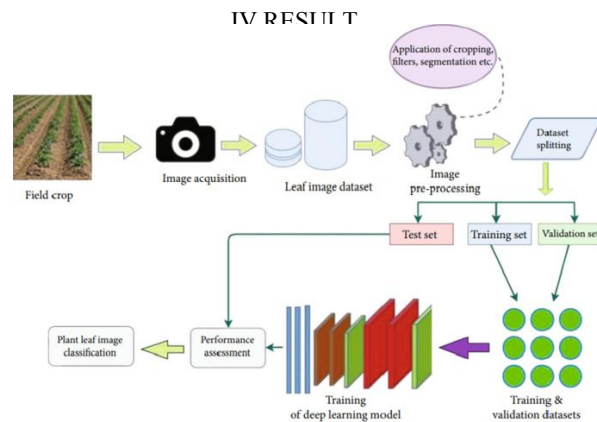 IV RESULT
Application of cropping,
filters, segmentation etc.
Field crop
Image acquisition
Leaf image dataset
Image
pre-processing
Dataset
splitting
Test set
Training set
Validation set
Plant leaf image
classification
Performance
assessment
Training
of deep learning model
Training &
validation datasets